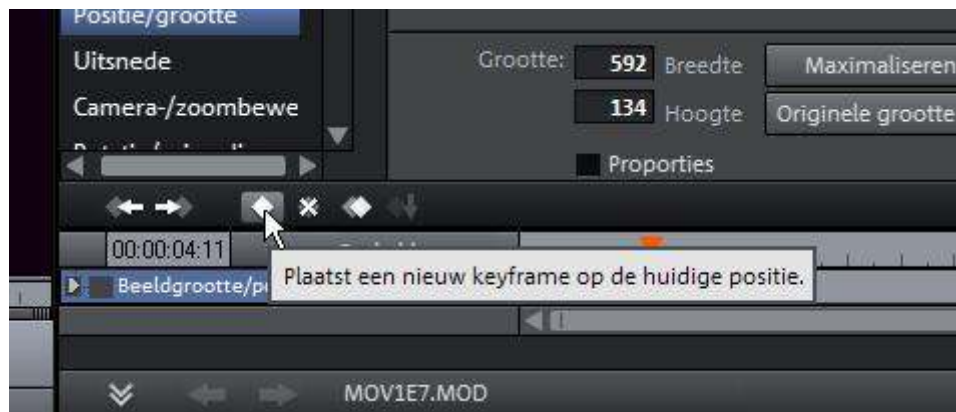 Positie/grootte
Uitsnede
Camera-/zoombewe
Grootte: 592 Breedte Maximaliseren
134 Hoogte Originele grootte
Proporties
00:00:04:11
Beeldgrootte/p
Plaatst een nieuw keyframe op de huidige positie.
MOV1E7.MOD